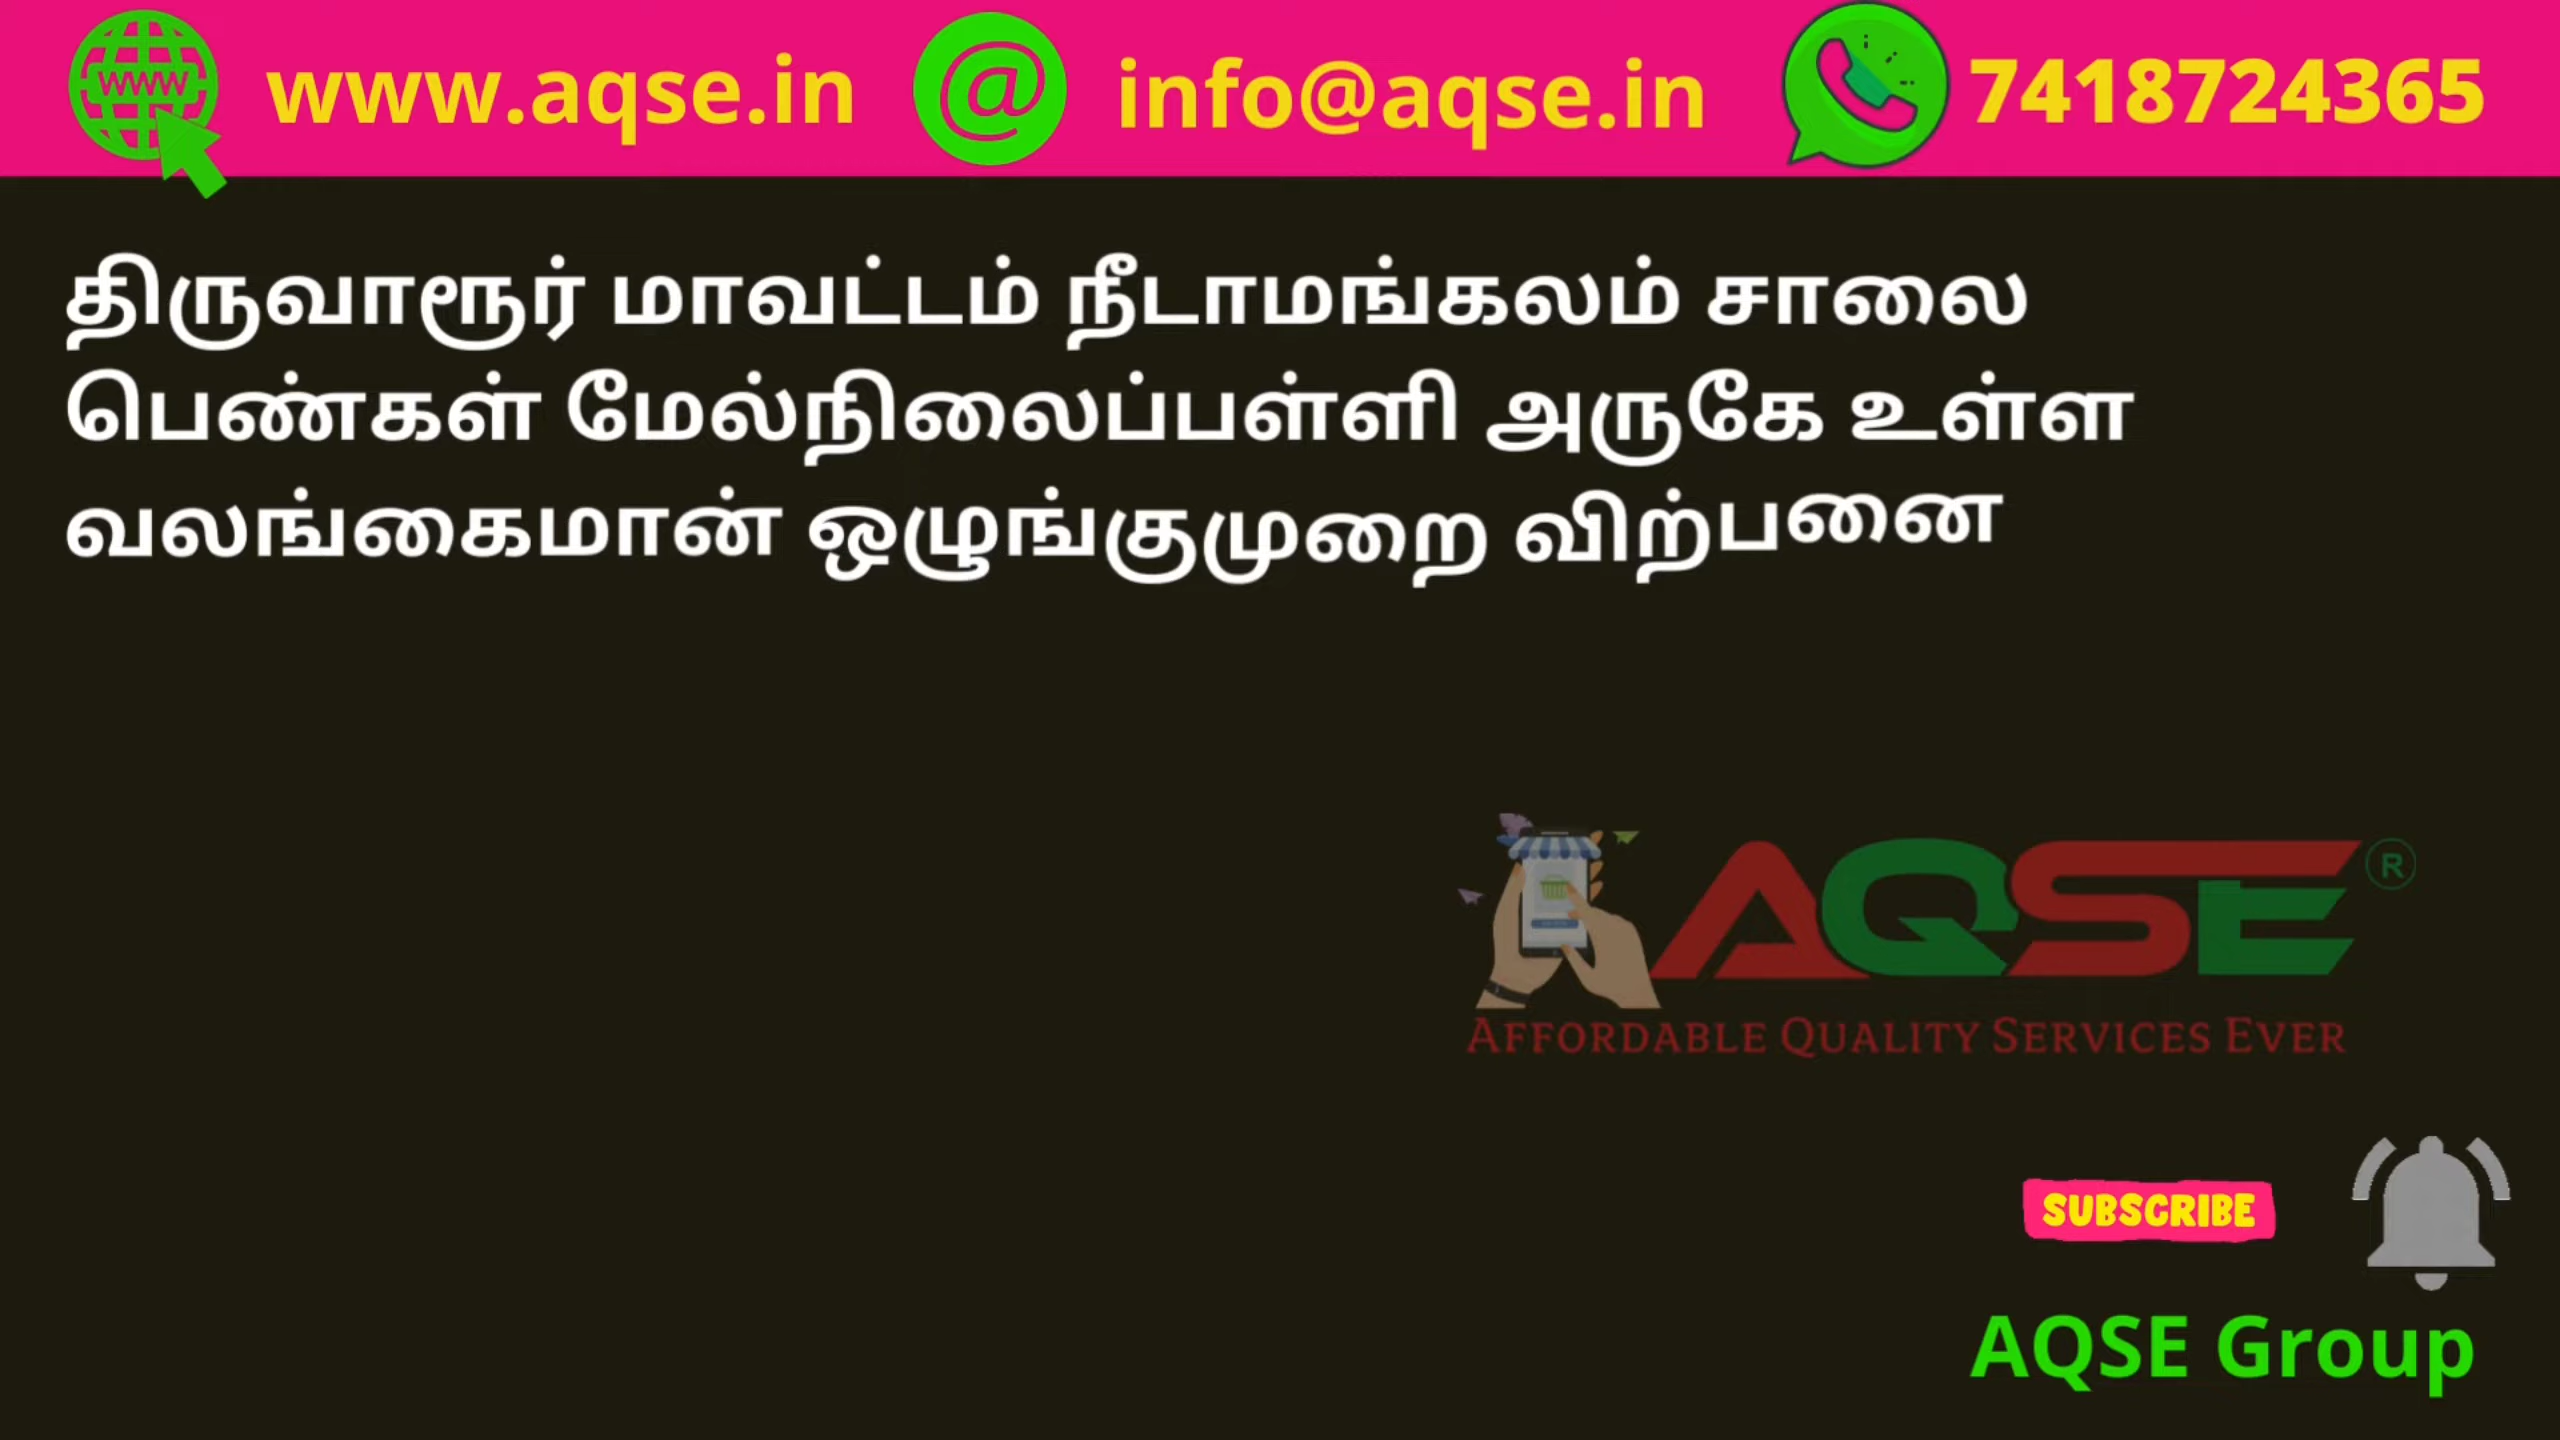 www
www.aqse.in
@
info@aqse.in
7418724365
திருவாரூர் மாவட்டம் நீடாமங்கலம் சாலை
பெண்கள் மேல்நிலைப்பள்ளி அருகே உள்ள
வலங்கைமான் ஒழுங்குமுறை விற்பனை
AQSE ®
AFFORDABLE QUALITY SERVICES EVER
SUBSCRIBE
AQSE Group